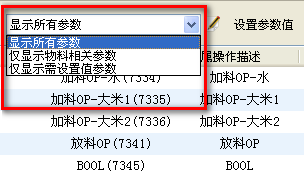 显示所有参数 设置参数值
显示所有参数 属操作描述
仅显示物料相关参数
仅显示需设置值参数
加料OP-水(7334) 加料OP-水
加料OP-大米1(7335) 加料OP-大米1
加料OP-大米2(7336) 加料OP-大米2
放料OP(7341) 放料OP
BOOL(7345) BOOL